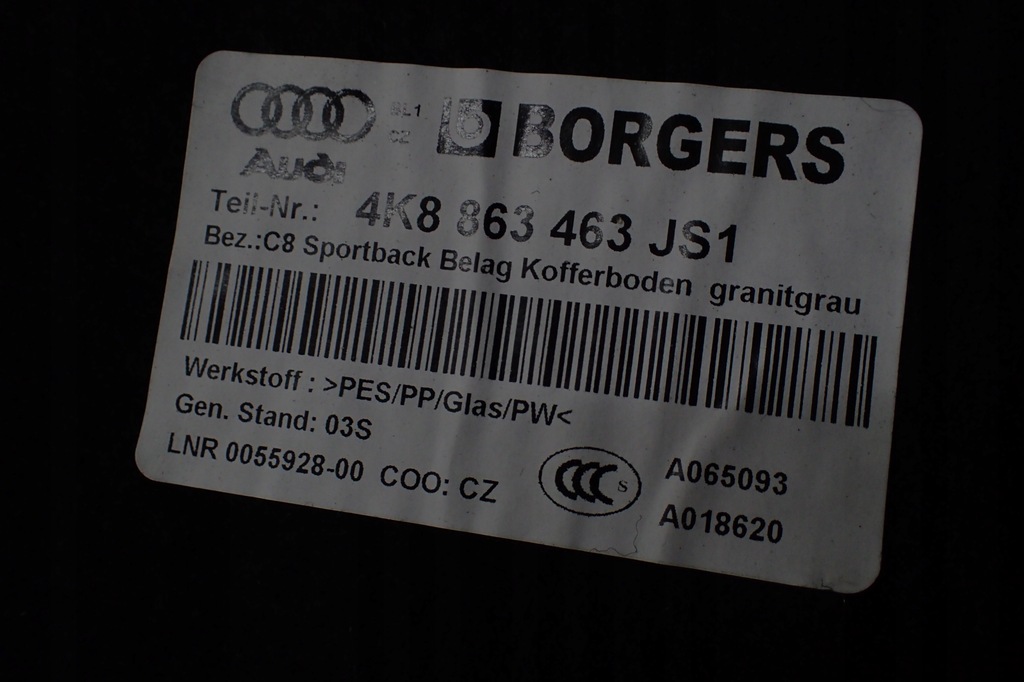 Audi BORGERS
Teil-Nr.: 4K8 863 463 JS1
Bez.:C8 Sportback Belag Kofferboden granitgrau
Werkstoff : >PES/PP/Glas/PW<
Gen. Stand: 03S
LNR 0055928-00 COO: CZ
CCC S
A065093
A018620